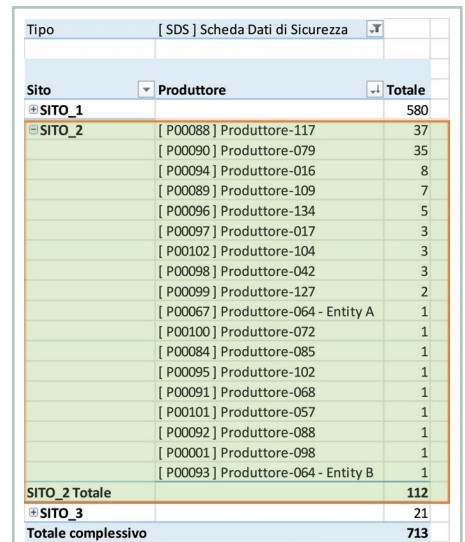 Tipo [ SDS ] Scheda Dati di Sicurezza
Sito Produttore Totale
SITO_1 580
SITO_2 [ P00088 ] Produttore-117 37
[ P00090 ] Produttore-079 35
[ P00094 ] Produttore-016 8
[ P00089 ] Produttore-109 7
[ P00096 ] Produttore-134 5
[ P00097 ] Produttore-017 3
[ P00102 ] Produttore-104 3
[ P00098 ] Produttore-042 3
[ P00099 ] Produttore-127 2
[ P00067 ] Produttore-064 - Entity A 1
[ P00100 ] Produttore-072 1
[ P00084 ] Produttore-085 1
[ P00095 ] Produttore-102 1
[ P00091 ] Produttore-068 1
[ P00101 ] Produttore-057 1
[ P00092 ] Produttore-088 1
[ P00001 ] Produttore-098 1
[ P00093 ] Produttore-064 - Entity B 1
SITO_2 Totale 112
SITO_3 21
Totale complessivo 713